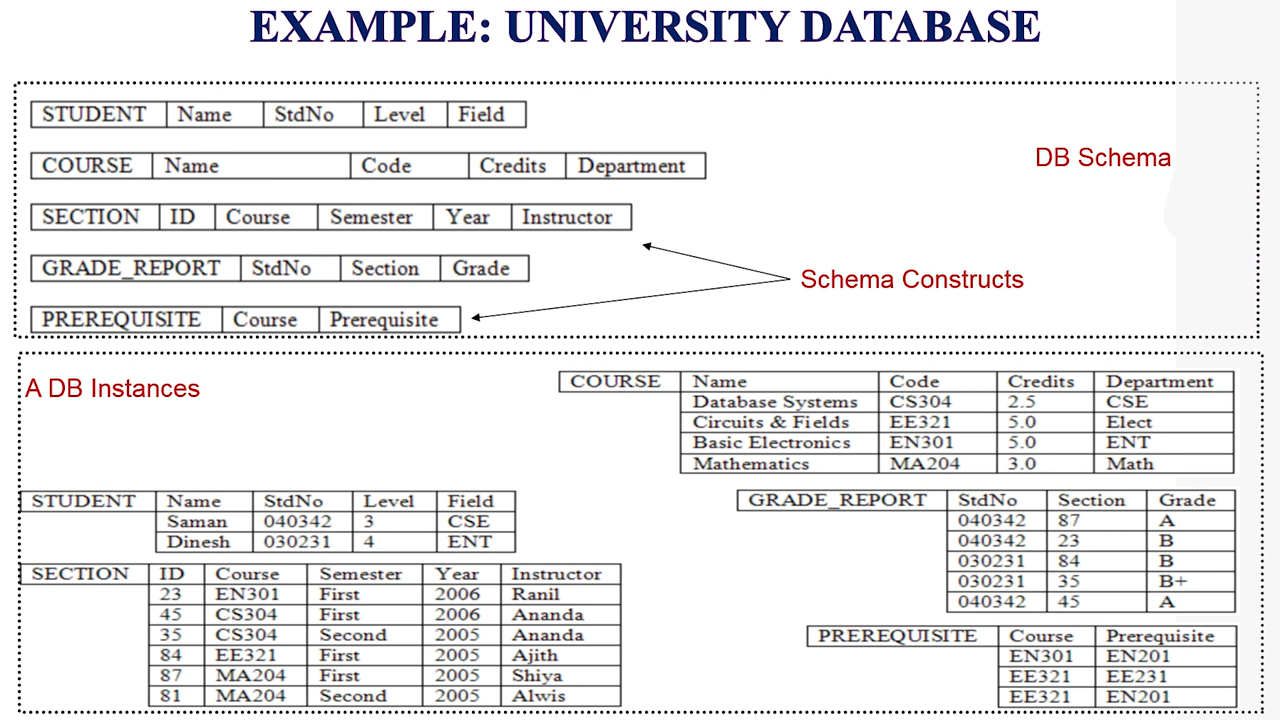 EXAMPLE: UNIVERSITY DATABASE
STUDENT Name StdNo Level Field
COURSE Name Code Credits Department
DB Schema
SECTION ID Course Semester Year Instructor
GRADE_REPORT StdNo Section Grade
Schema Constructs
PREREQUISITE Course Prerequisite
A DB Instances
COURSE Name Code Credits Department
Database Systems CS304 2.5 CSE
Circuits & Fields EE321 5.0 Elect
Basic Electronics EN301 5.0 ENT
Mathematics MA204 3.0 Math
STUDENT Name StdNo Level Field
Saman 040342 3 CSE
Dinesh 030231 4 ENT
GRADE_REPORT StdNo Section Grade
040342 87 A
040342 23 B
030231 84 B
030231 35 B+
040342 45 A
SECTION ID Course Semester Year Instructor
23 EN301 First 2006 Ranil
45 CS304 First 2006 Ananda
35 CS304 Second 2005 Ananda
84 EE321 First 2005 Ajith
87 MA204 First 2005 Shiya
81 MA204 Second 2005 Alwis
PREREQUISITE Course Prerequisite
EN301 EN201
EE321 EE231
EE321 EN201